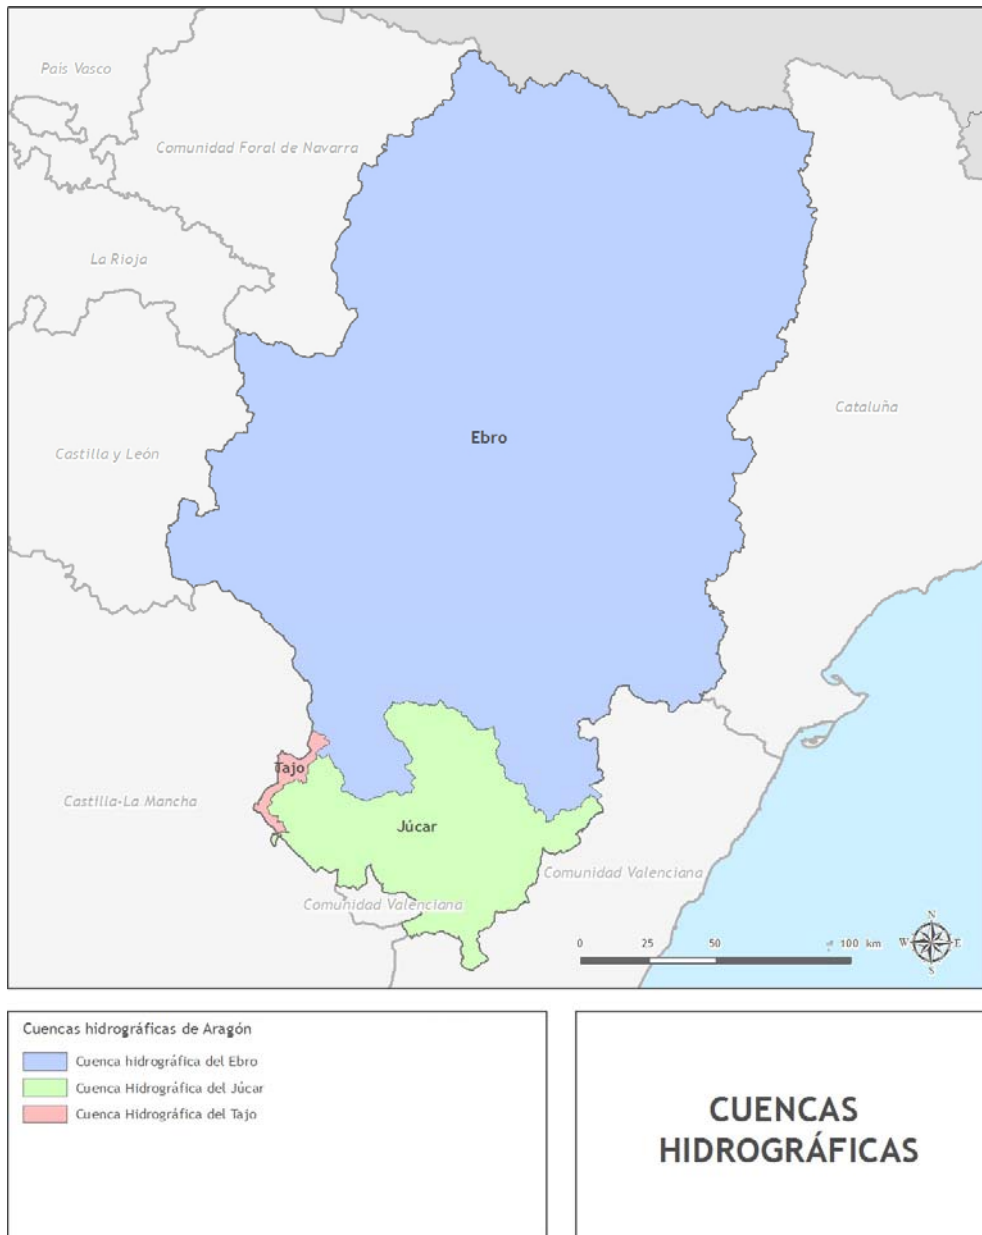 País Vasco
Comunidad Foral de Navarra
La Rioja
Cataluña
Ebro
Castilla y León
Tajo
Castilla-La Mancha
Júcar
Comunidad Valenciana
Comunidad Valenciana
N
W
E
S
0 25 50 100 km
Cuencas hidrográficas de Aragón
Cuenca hidrográfica del Ebro
Cuenca Hidrográfica del Júcar
Cuenca Hidrográfica del Tajo
CUENCAS
HIDROGRÁFICAS